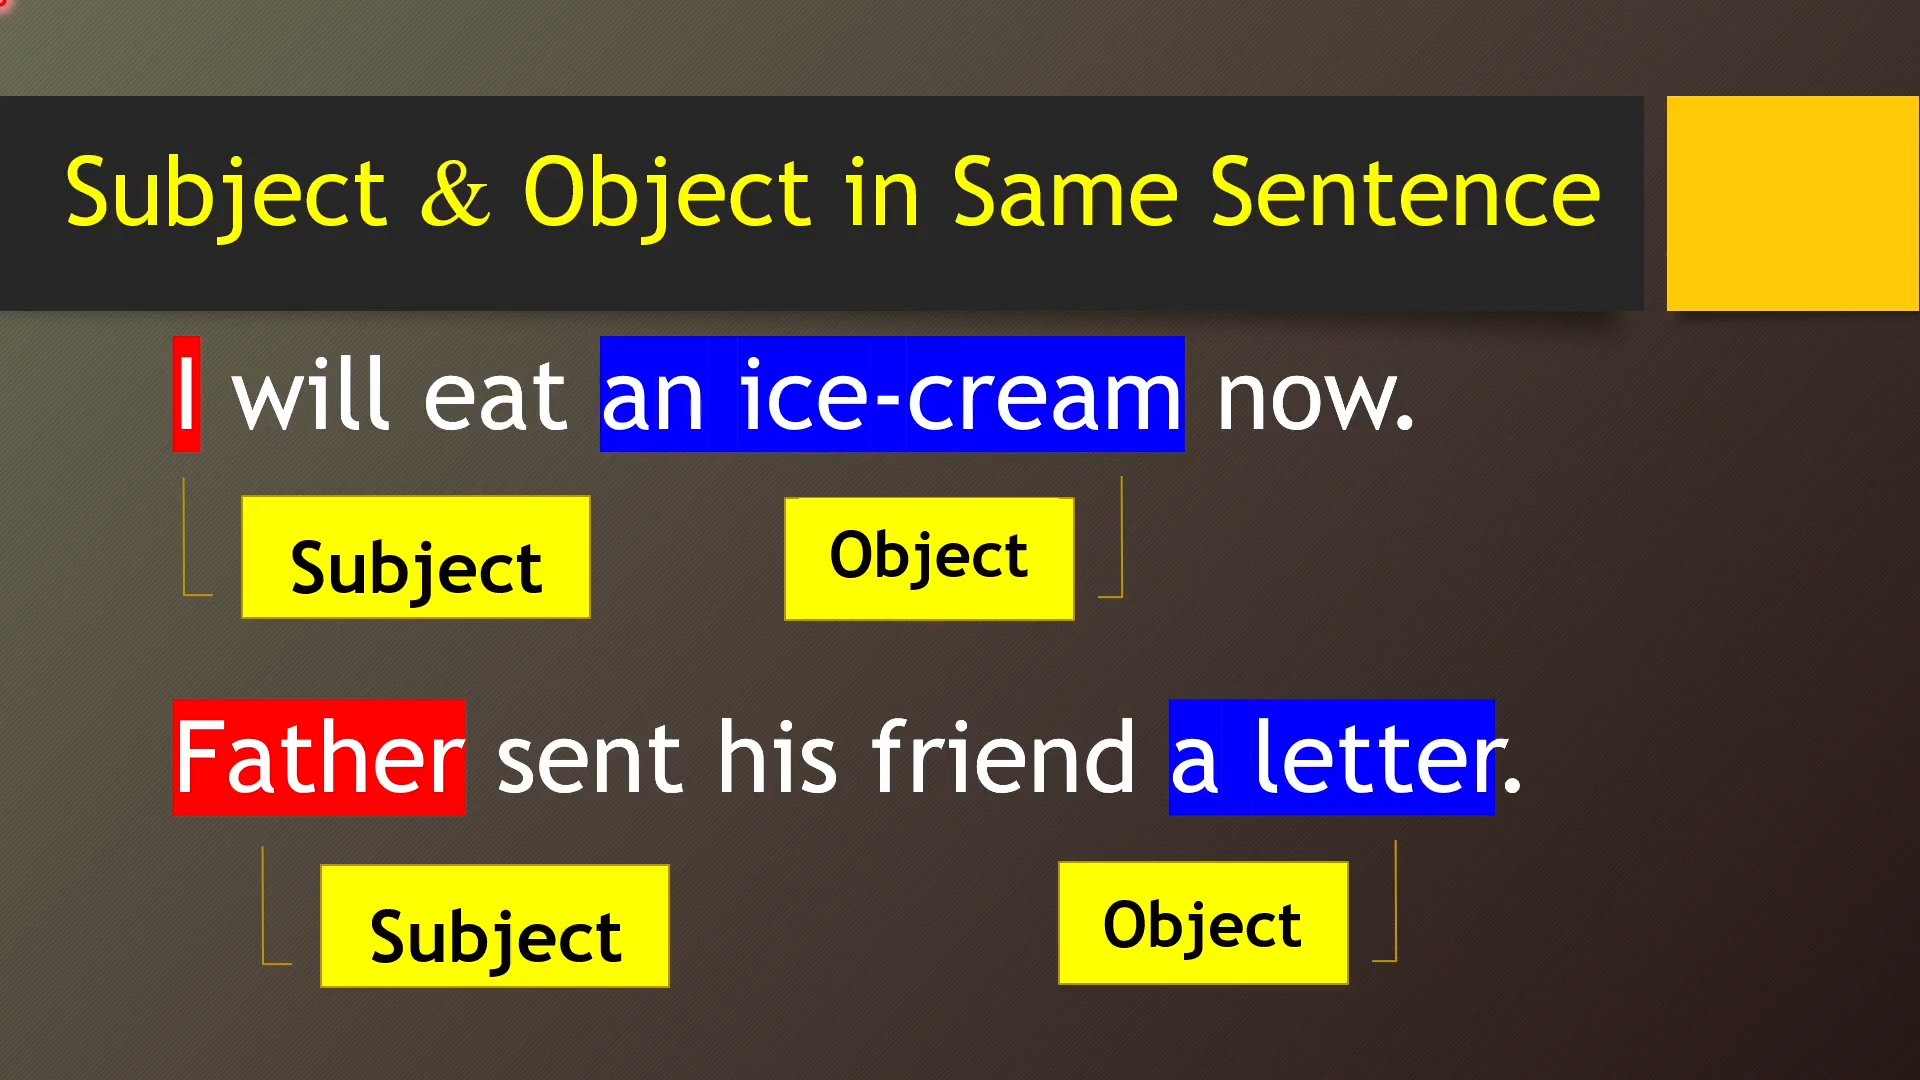 Subject & Object in Same Sentence
I will eat an ice-cream now.
Subject
Object
Father sent his friend a letter.
Subject
Object